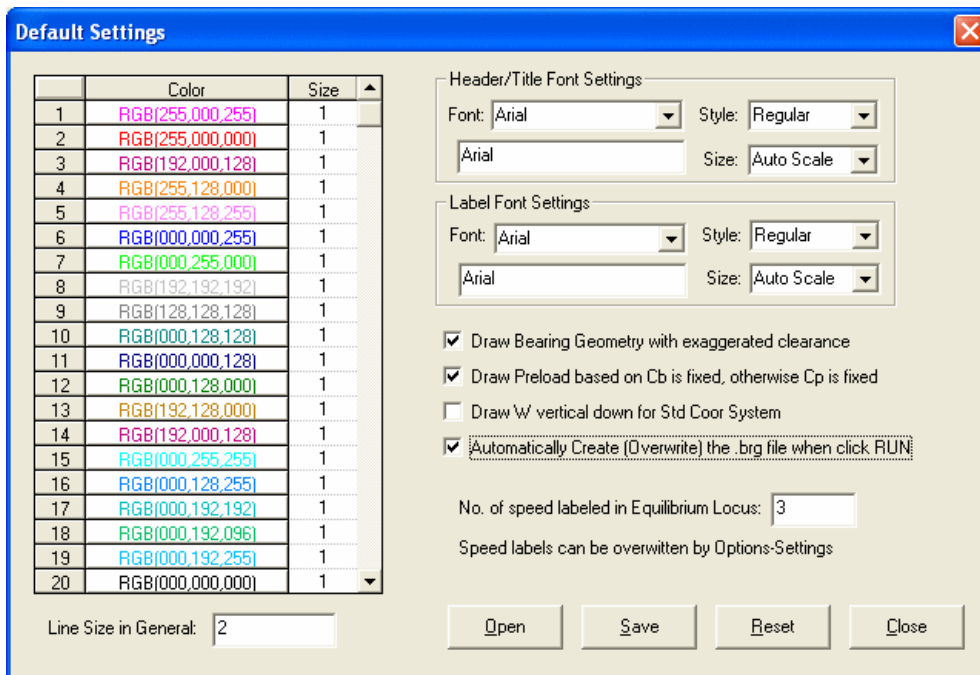 Default Settings
Color Size
1 RGB(255,000,255) 1
2 RGB(255,000,000) 1
3 RGB(192,000,128) 1
4 RGB(255,128,000) 1
5 RGB(255,128,255) 1
6 RGB(000,000,255) 1
7 RGB(000,255,000) 1
8 RGB(192,192,192) 1
9 RGB(128,128,128) 1
10 RGB(000,128,128) 1
11 RGB(000,000,128) 1
12 RGB(000,128,000) 1
13 RGB(192,128,000) 1
14 RGB(192,000,128) 1
15 RGB(000,255,255) 1
16 RGB(000,128,255) 1
17 RGB(000,192,192) 1
18 RGB(000,192,096) 1
19 RGB(000,192,255) 1
20 RGB(000,000,000) 1
Line Size in General: 2
Header/Title Font Settings
Font: Arial Style: Regular
Arial Size: Auto Scale
Label Font Settings
Font: Arial Style: Regular
Arial Size: Auto Scale
Draw Bearing Geometry with exaggerated clearance
Draw Preload based on Cb is fixed, otherwise Cp is fixed
Draw W vertical down for Std Coor System
Automatically Create (Overwrite) the .brg file when click RUN
No. of speed labeled in Equilibrium Locus: 3
Speed labels can be overwitten by Options-Settings
Open Save Reset Close